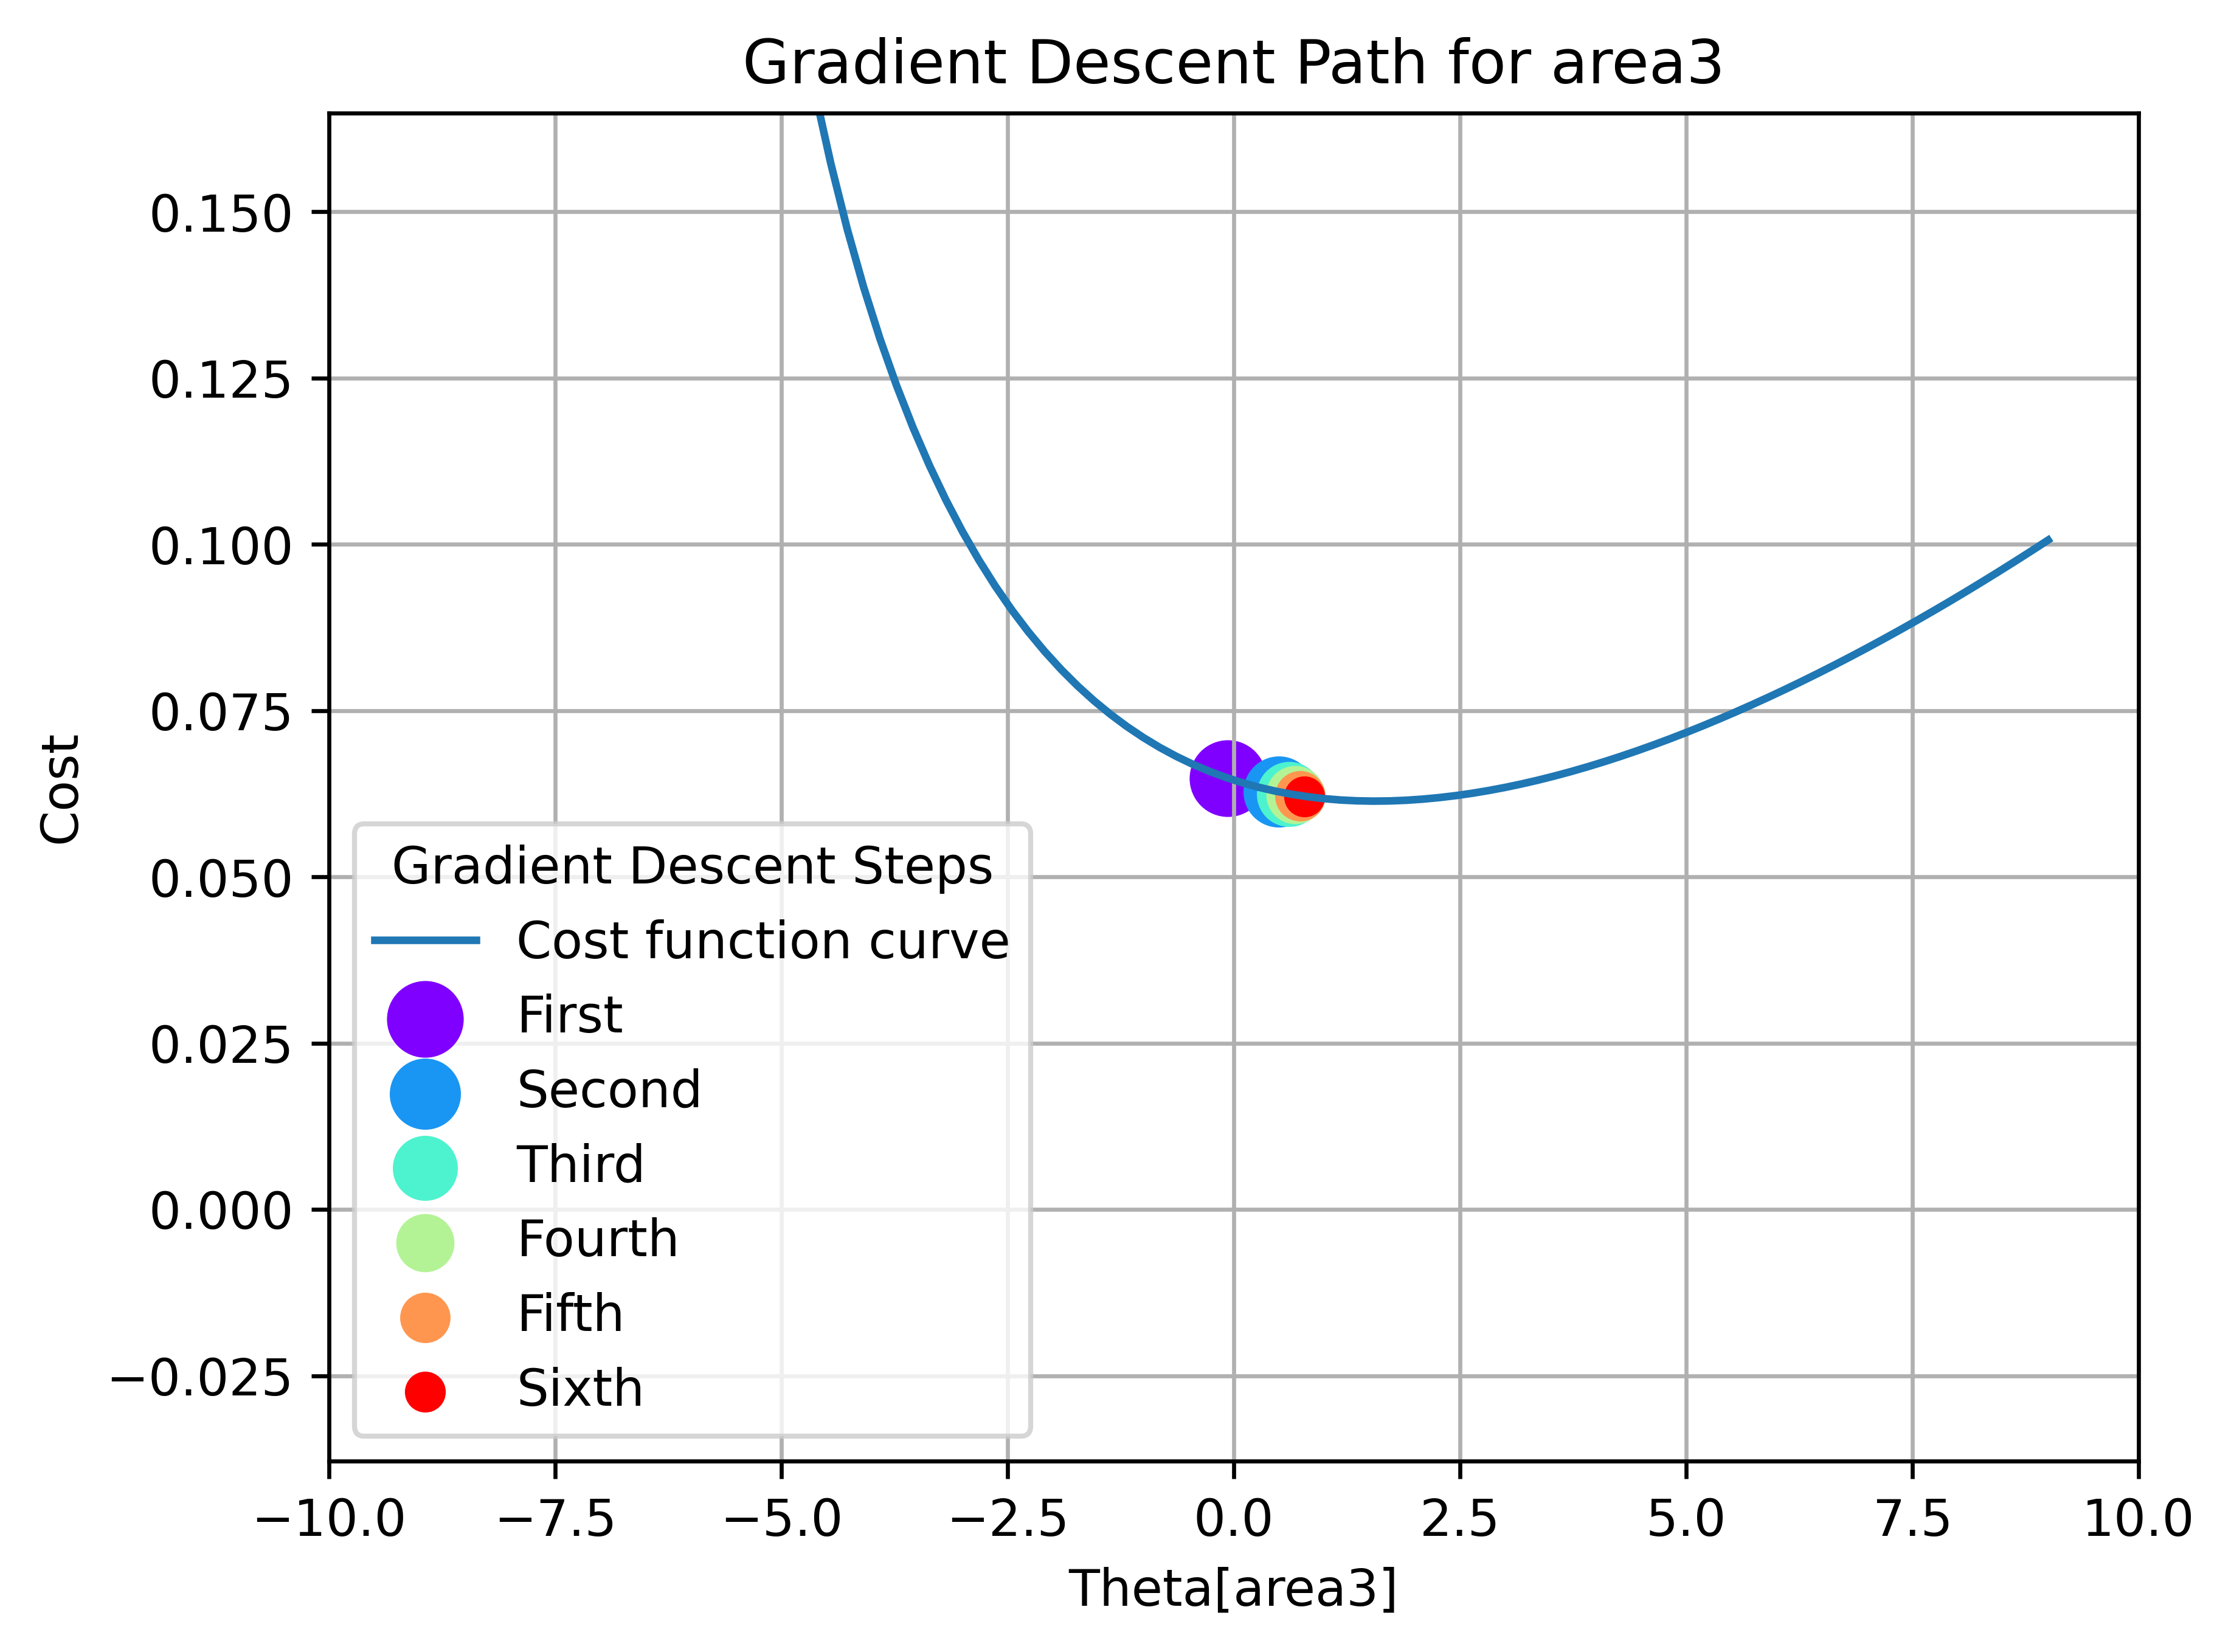 Gradient Descent Path for area3
0.150
0.125
0.100
0.075
0.050
0.025
0.000
−0.025
Cost
Gradient Descent Steps
Cost function curve
First
Second
Third
Fourth
Fifth
Sixth
−10.0 −7.5 −5.0 −2.5 0.0 2.5 5.0 7.5 10.0
Theta[area3]